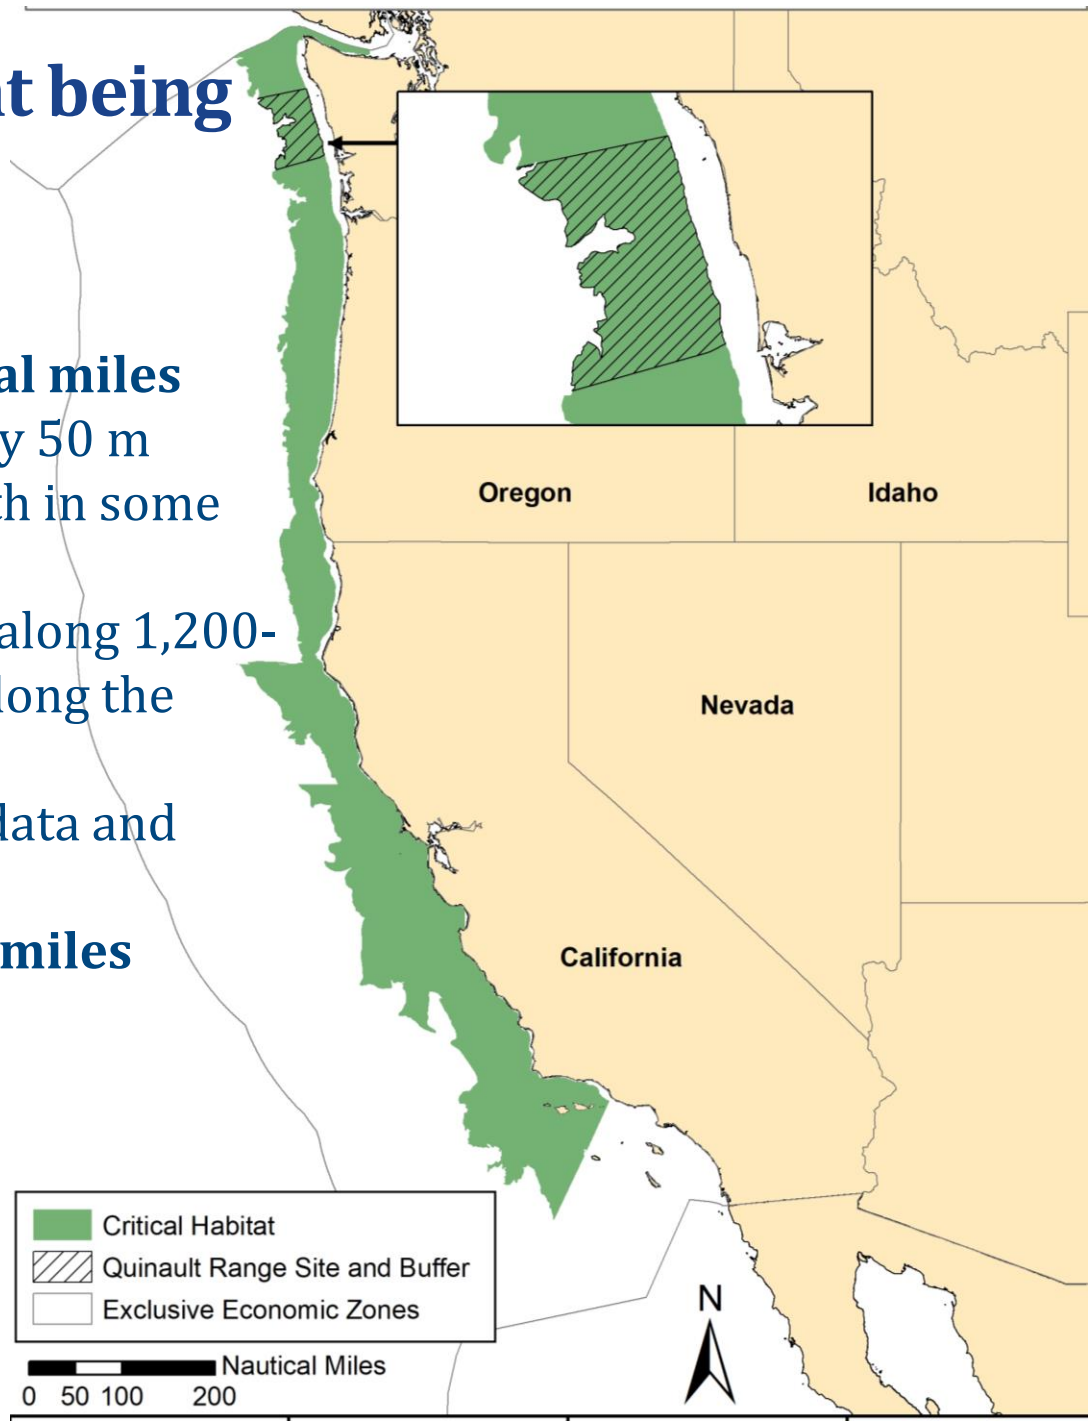 t being
al miles
y 50 m
th in some
along 1,200-
long the
data and
miles
Oregon
Idaho
Nevada
California
Critical Habitat
Quinault Range Site and Buffer
Exclusive Economic Zones
N
Nautical Miles
0 50 100 200